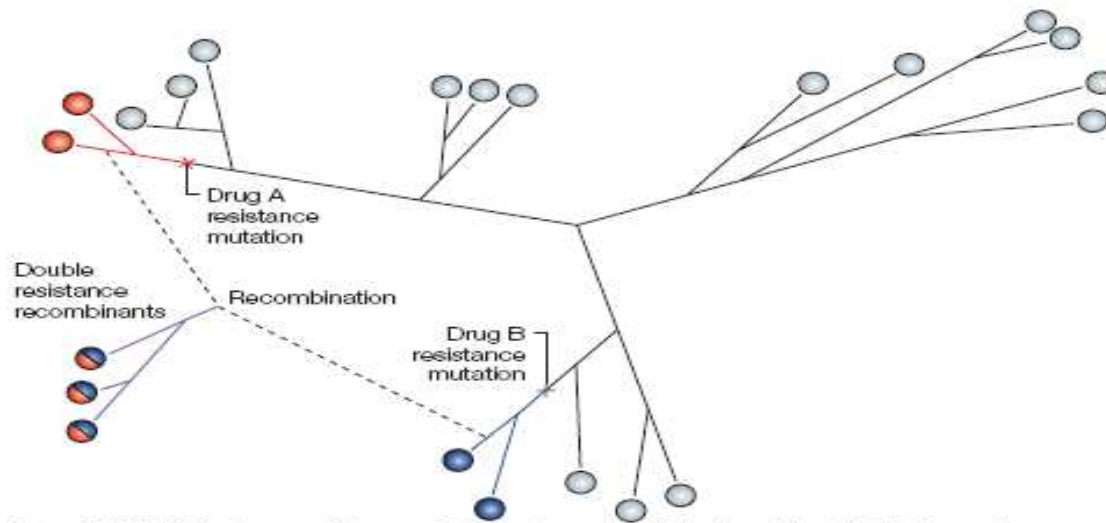 Drug A
resistance
mutation
Double
resistance
recombinants
Recombination
Drug B
resistance
mutation